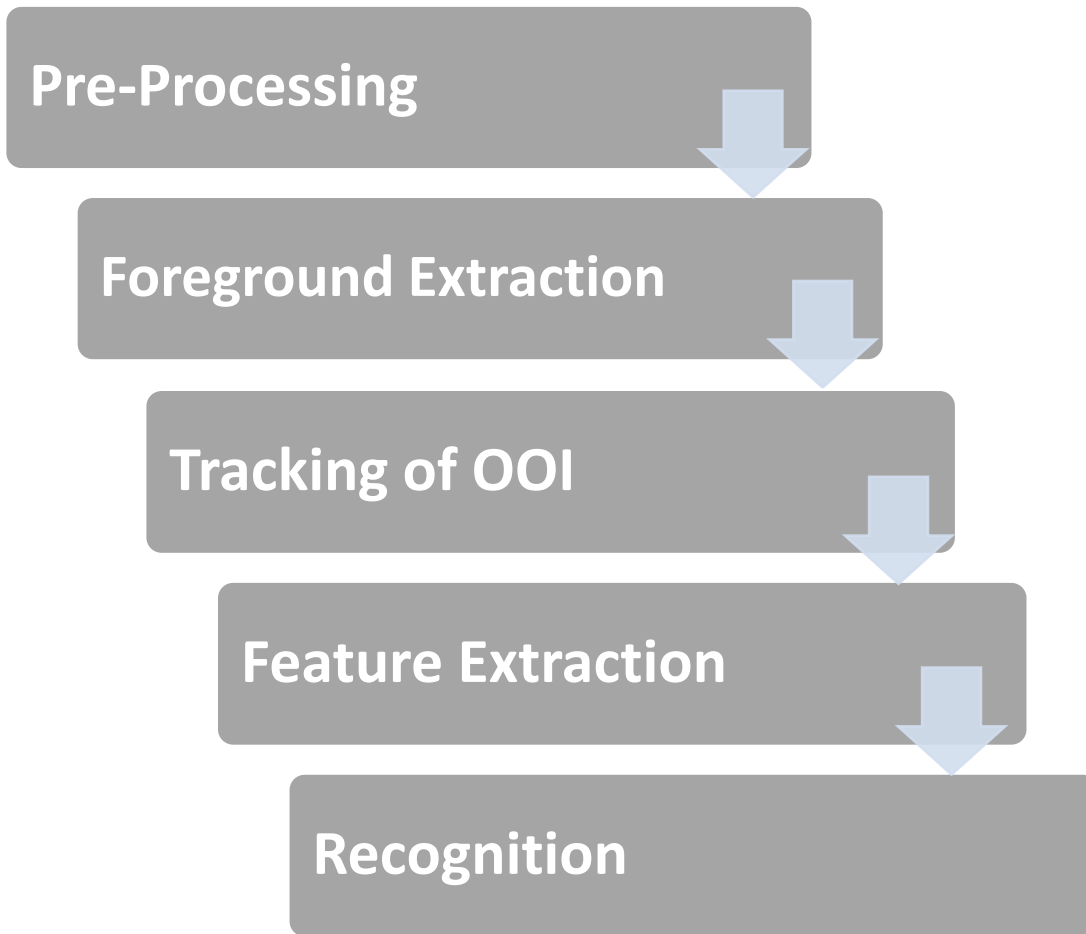 Pre-Processing
Foreground Extraction
Tracking of OOI
Feature Extraction
Recognition